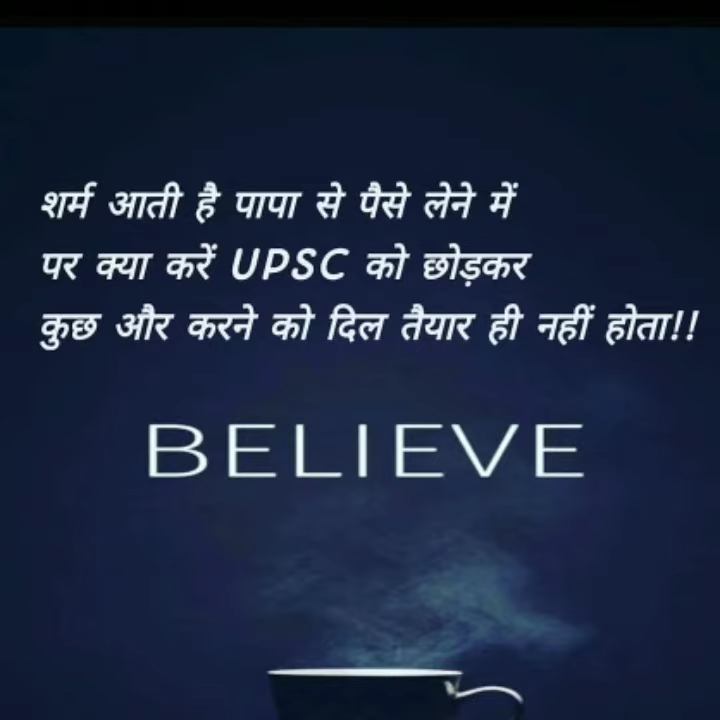 शर्म आती है पापा से पैसे लेने में
पर क्या करें UPSC को छोड़कर
कुछ और करने को दिल तैयार ही नहीं होता!!
BELIEVE